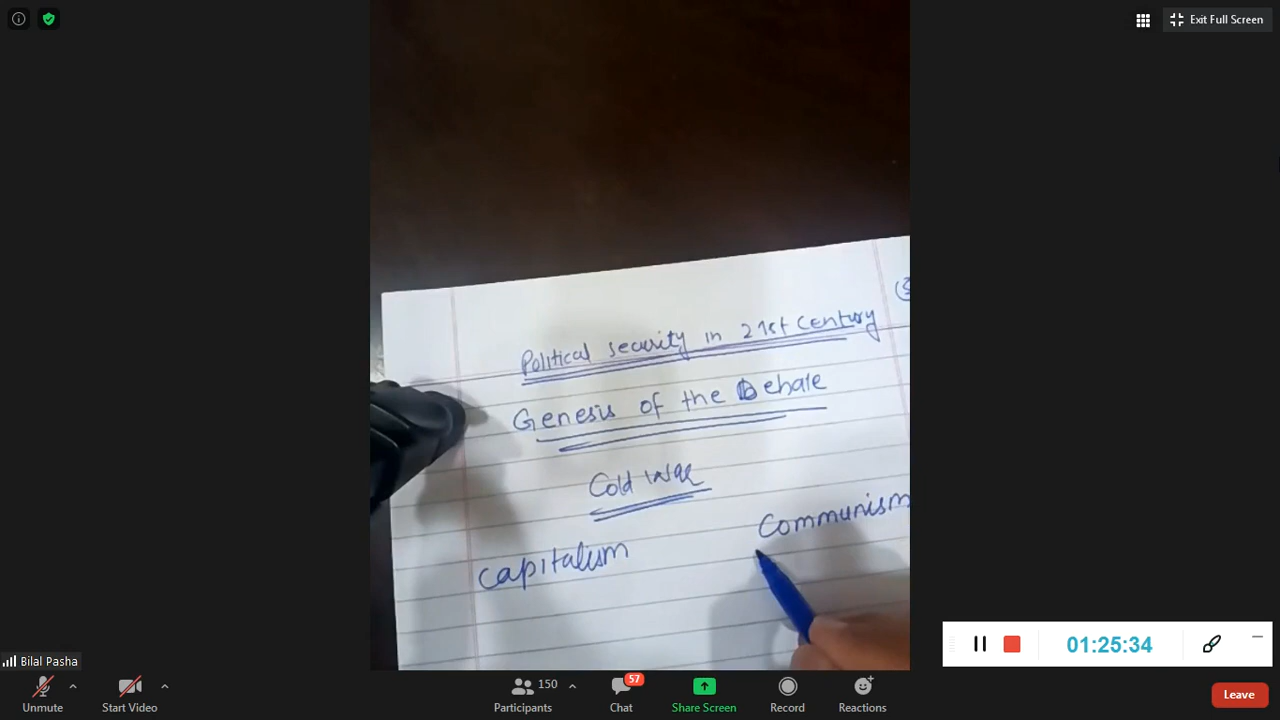 Exit Full Screen
Political security in 21st Century
Genesis of the Debate
Cold war
Capitalism
Communism
01:25:34
Bilal Pasha
Unmute
Start Video
150
Participants
57
Chat
Share Screen
Record
Reactions
Leave